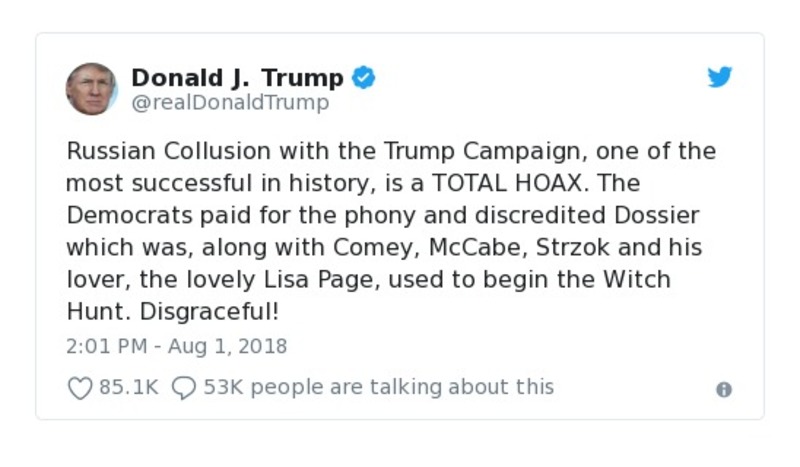 Donald J. Trump
@realDonaldTrump
Russian Collusion with the Trump Campaign, one of the
most successful in history, is a TOTAL HOAX. The
Democrats paid for the phony and discredited Dossier
which was, along with Comey, McCabe, Strzok and his
lover, the lovely Lisa Page, used to begin the Witch
Hunt. Disgraceful!
2:01 PM - Aug 1, 2018
85.1K 53K people are talking about this